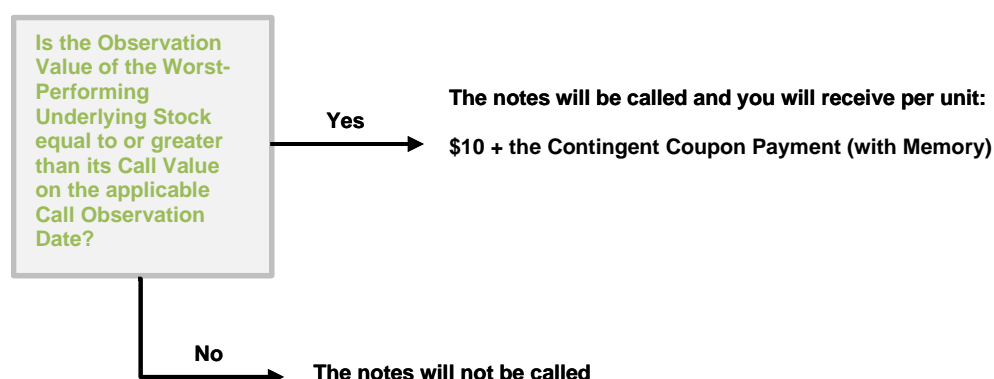 Is the Observation
Value of the Worst-
Performing
Underlying Stock
equal to or greater
than its Call Value
on the applicable
Call Observation
Date?
Yes
The notes will be called and you will receive per unit:
$10 + the Contingent Coupon Payment (with Memory)
No
The notes will not be called